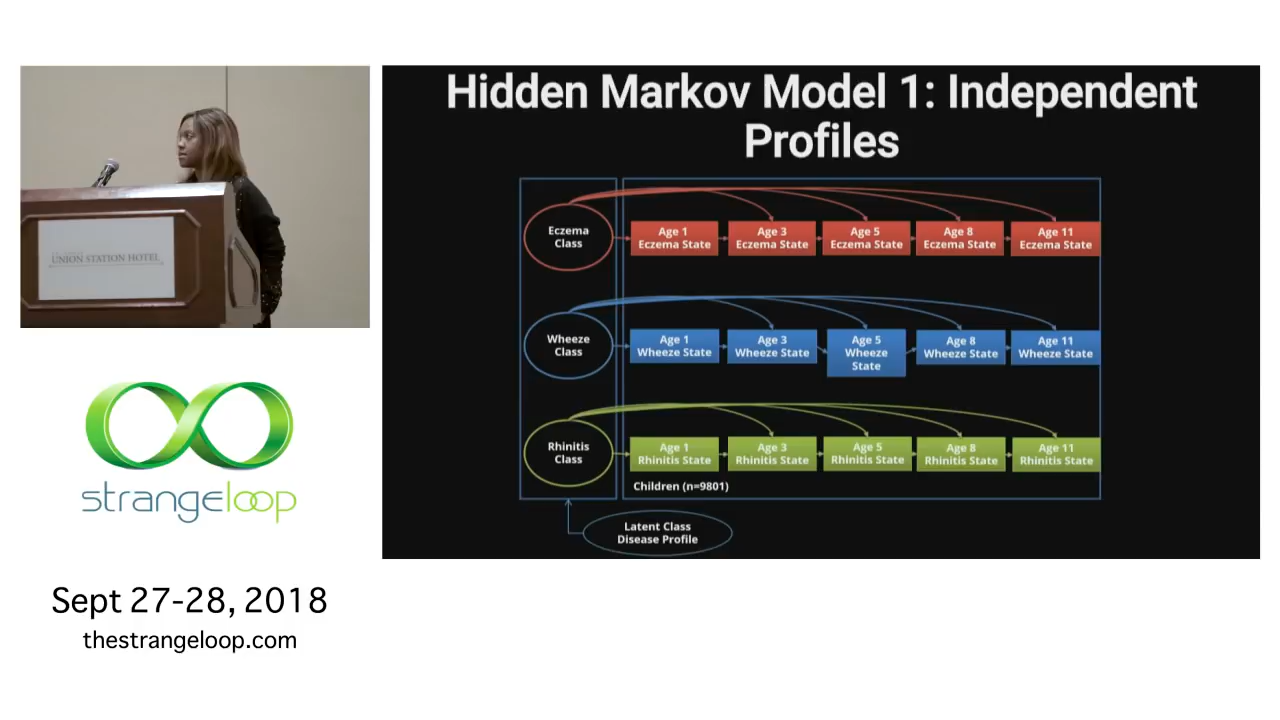 Hidden Markov Model 1: Independent
Profiles
Eczema
Class
Age 1
Eczema State
Age 3
Eczema State
Age 5
Eczema State
Age 8
Eczema State
Age 11
Eczema State
Wheeze
Class
Age 1
Wheeze State
Age 3
Wheeze State
Age 5
Wheeze
State
Age 8
Wheeze State
Age 11
Wheeze State
Rhinitis
Class
Age 1
Rhinitis State
Age 3
Rhinitis State
Age 5
Rhinitis State
Age 8
Rhinitis State
Age 11
Rhinitis State
Children (n=9801)
Latent Class
Disease Profile
UNION STATION HOTEL
strangeloop
Sept 27-28, 2018
thestrangeloop.com